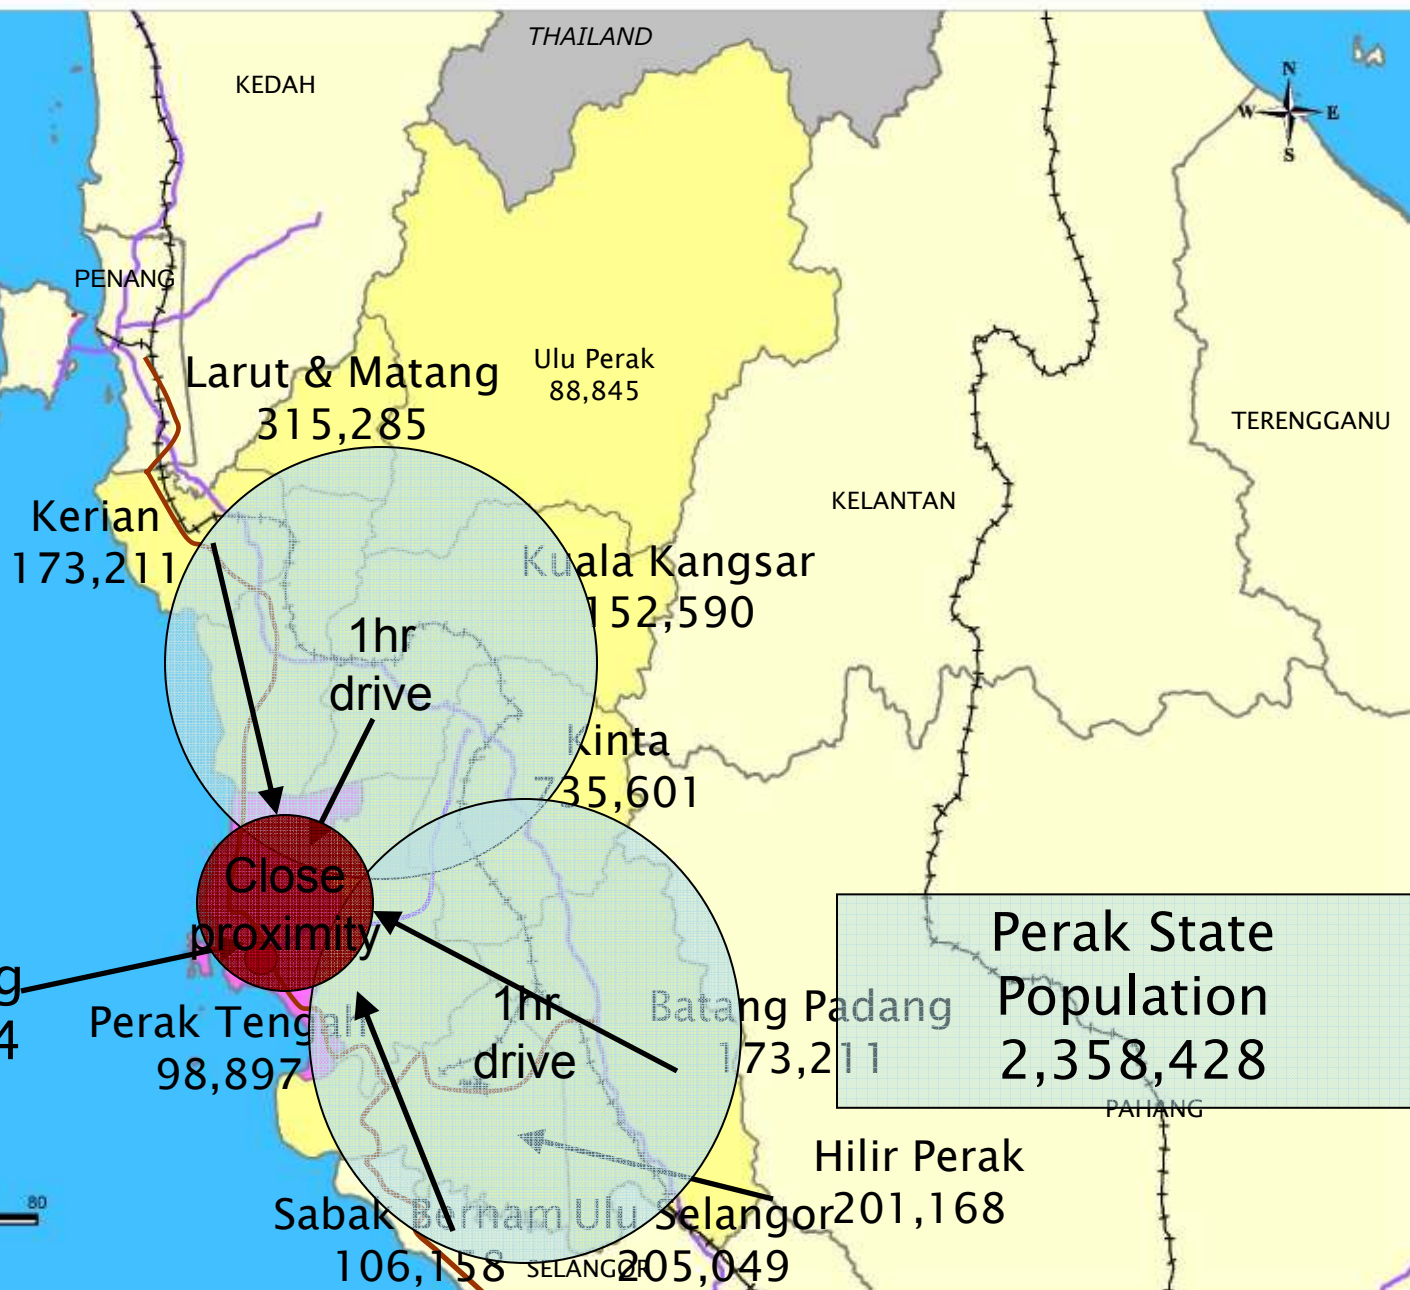 THAILAND
KEDAH
N
W E
S
PENANG
Larut & Matang
315,285
Ulu Perak
88,845
TERENGGANU
KELANTAN
Kerian
173,211
Kuala Kangsar
152,590
1hr
drive
Kinta
735,601
Close
proximity
g
4
Perak Tengah
98,897
1hr
drive
Batang Padang
173,211
Perak State
Population
2,358,428
PAHANG
Hilir Perak
201,168
80
Sabak Bernam
106,158
Ulu Selangor
205,049
SELANGOR